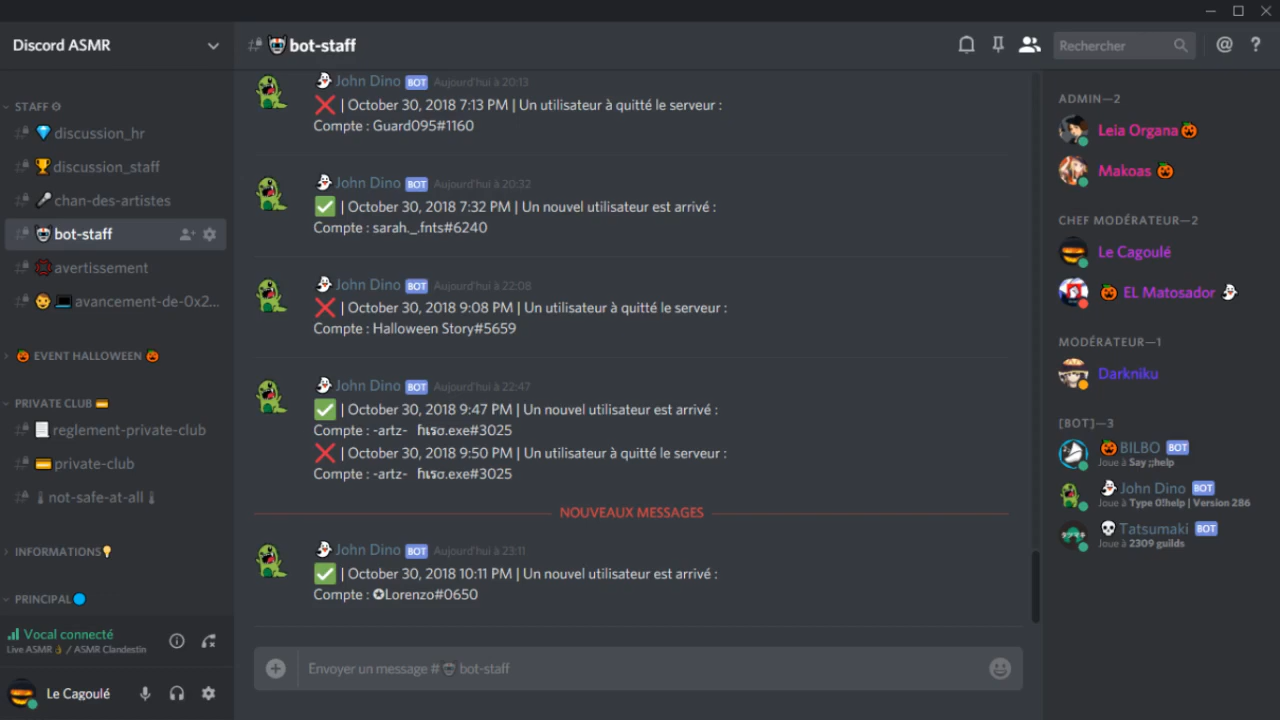 Discord ASMR
STAFF
discussion_hr
discussion_staff
chan-des-artistes
bot-staff
avertissement
avancement-de-0x2...
EVENT HALLOWEEN
PRIVATE CLUB
reglement-private-club
private-club
not-safe-at-all
INFORMATIONS
PRINCIPAL
Vocal connecté
Live ASMR / ASMR Clandestin
Le Cagoulé
bot-staff
Rechercher
John Dino BOT Aujourd'hui à 20:13
❌ | October 30, 2018 7:13 PM | Un utilisateur à quitté le serveur :
Compte : Guard095#1160
John Dino BOT Aujourd'hui à 20:32
✅ | October 30, 2018 7:32 PM | Un nouvel utilisateur est arrivé :
Compte : sarah._.fnts#6240
John Dino BOT Aujourd'hui à 22:08
❌ | October 30, 2018 9:08 PM | Un utilisateur à quitté le serveur :
Compte : Halloween Story#5659
John Dino BOT Aujourd'hui à 22:47
✅ | October 30, 2018 9:47 PM | Un nouvel utilisateur est arrivé :
Compte : -artz- .exe#3025
❌ | October 30, 2018 9:50 PM | Un utilisateur à quitté le serveur :
Compte : -artz- .exe#3025
NOUVEAUX MESSAGES
John Dino BOT Aujourd'hui à 23:11
✅ | October 30, 2018 10:11 PM | Un nouvel utilisateur est arrivé :
Compte : ✪Lorenzo#0650
Envoyer un message # bot-staff
ADMIN—2
Leia Organa
Makoas
CHEF MODÉRATEUR—2
Le Cagoulé
EL Matosador
MODÉRATEUR—1
Darkniku
[BOT]—3
BILBO BOT
Joue à Say ;;help
John Dino BOT
Joue à Type 0!help | Version 286
Tatsumaki BOT
Joue à 2309 guilds